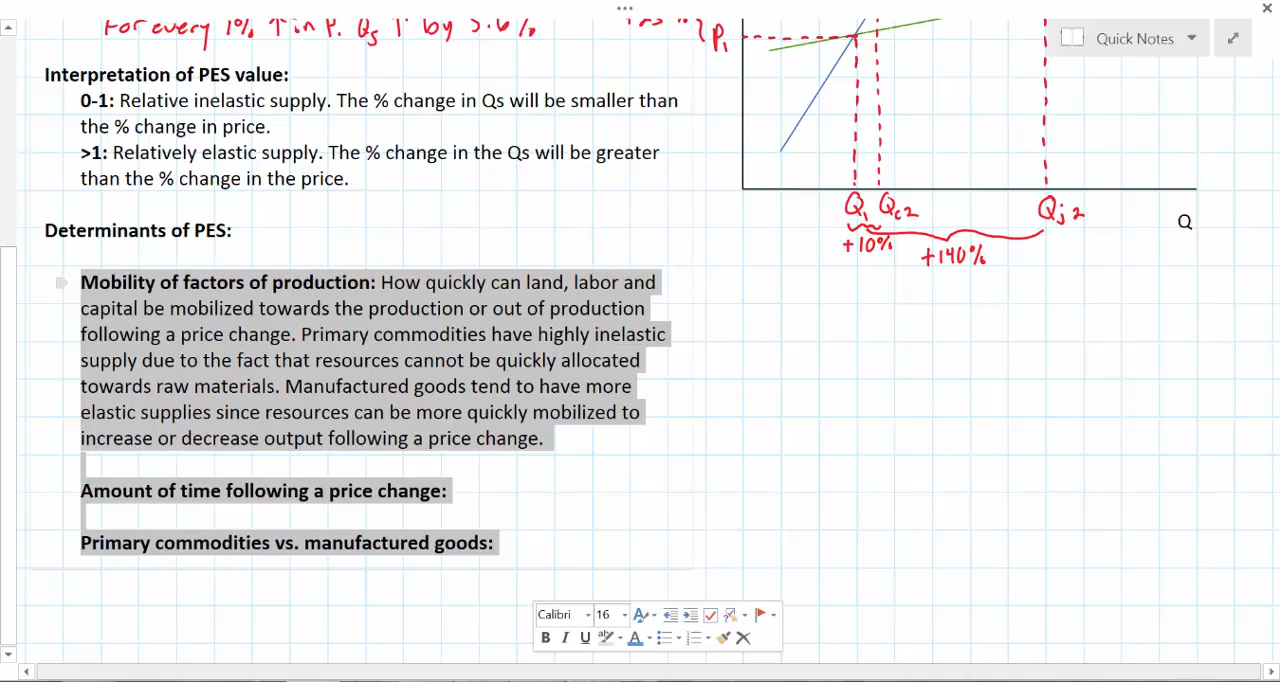 For every 1% ↑ in P, Qs ↑ by 5.6%
P₁
Quick Notes
Interpretation of PES value:
0-1: Relative inelastic supply. The % change in Qs will be smaller than
the % change in price.
>1: Relatively elastic supply. The % change in the Qs will be greater
than the % change in the price.
Q₁ Qc2 Qj2
Q
+10%
+140%
Determinants of PES:
Mobility of factors of production: How quickly can land, labor and
capital be mobilized towards the production or out of production
following a price change. Primary commodities have highly inelastic
supply due to the fact that resources cannot be quickly allocated
towards raw materials. Manufactured goods tend to have more
elastic supplies since resources can be more quickly mobilized to
increase or decrease output following a price change.
Amount of time following a price change:
Primary commodities vs. manufactured goods:
Calibri 16
B I U ab A